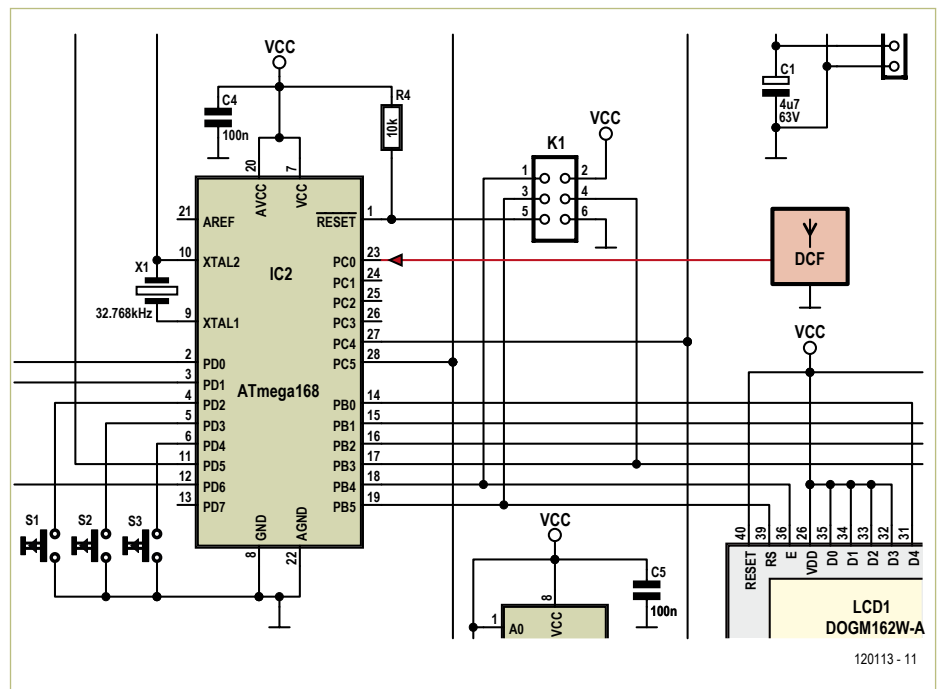 VCC
C4
100n
R4
10k
C1
4u7
63V
VCC
K1
1 2
3 4
5 6
20 7
AVCC VCC
21 AREF
RESET 1
10 XTAL2
PC0 23
IC2
PC1 24
X1
PC2 25
32.768kHz
9 XTAL1
PC3 26
PC4 27
2 PD0
PC5 28
3 PD1
ATmega168
4 PD2
PB0 14
5 PD3
PB1 15
6 PD4
PB2 16
11 PD5
PB3 17
12 PD6
PB4 18
13 PD7
PB5 19
GND AGND
8 22
S1 S2 S3
DCF
VCC
VCC
C5
100n
8
1 A0
VCC
40 39 36 26 35 34 33 32 31
RESET RS E VDD D0 D1 D2 D3 D4
LCD1
DOGM162W-A
120113 - 11